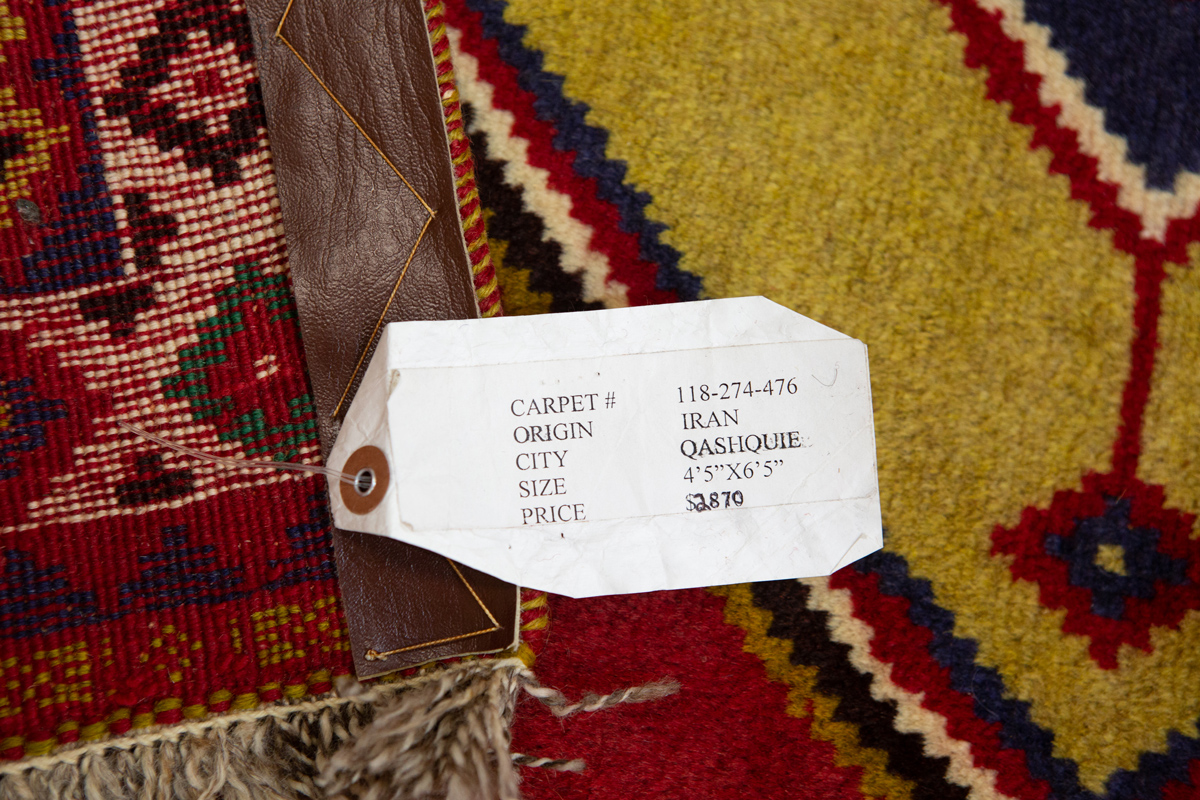 CARPET # 118-274-476
ORIGIN IRAN
CITY QASHQUIE
SIZE 4'5”X6'5”
PRICE $2870